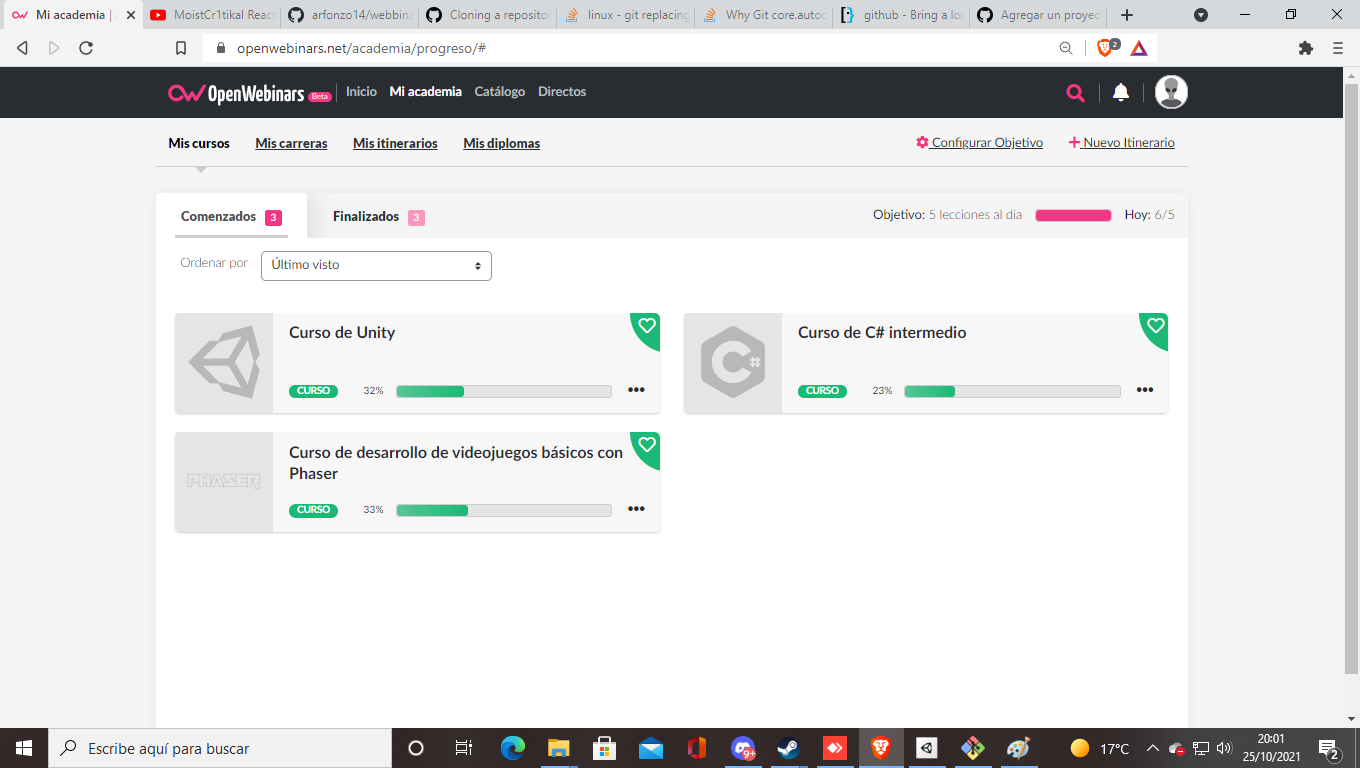 Mi academia |
MoistCr1tikal React
arfonzo14/webbina
Cloning a repositor
linux - git replacing
Why Git core.autoc
github - Bring a loc
Agregar un proyec
openwebinars.net/academia/progreso/#
2
OpenWebinars Beta
Inicio
Mi academia
Catálogo
Directos
Mis cursos
Mis carreras
Mis itinerarios
Mis diplomas
Configurar Objetivo
Nuevo Itinerario
Comenzados 3
Finalizados 3
Objetivo: 5 lecciones al día
Hoy: 6/5
Ordenar por
Último visto
Curso de Unity
CURSO
32%
Curso de C# intermedio
CURSO
23%
PHASER
Curso de desarrollo de videojuegos básicos con
Phaser
CURSO
33%
Escribe aquí para buscar
9+
17°C
20:01
25/10/2021
2